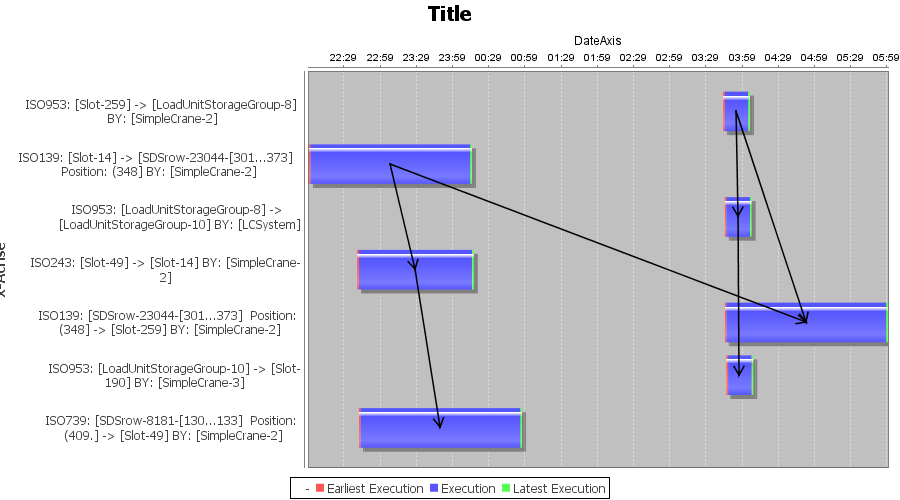 Title
DateAxis
22:29 22:59 23:29 23:59 00:29 00:59 01:29 01:59 02:29 02:59 03:29 03:59 04:29 04:59 05:29 05:59
ISO953: [Slot-259] -> [LoadUnitStorageGroup-8]
BY: [SimpleCrane-2]
ISO139: [Slot-14] -> [SDSrow-23044-[301...373]
Position: (348] BY: [SimpleCrane-2]
ISO953: [LoadUnitStorageGroup-8] ->
[LoadUnitStorageGroup-10] BY: [LCSystem]
ISO243: [Slot-49] -> [Slot-14] BY: [SimpleCrane-
2]
ISO139: [SDSrow-23044-[301...373] Position:
(348] -> [Slot-259] BY: [SimpleCrane-2]
ISO953: [LoadUnitStorageGroup-10] -> [Slot-
190] BY: [SimpleCrane-3]
ISO739: [SDSrow-8181-[130...133] Position:
(409.] -> [Slot-49] BY: [SimpleCrane-2]
- Earliest Execution Execution Latest Execution